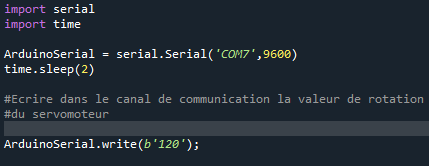 import serial
import time
ArduinoSerial = serial.Serial('COM7',9600)
time.sleep(2)
#Ecrire dans le canal de communication la valeur de rotation
#du servomoteur
ArduinoSerial.write(b'120');